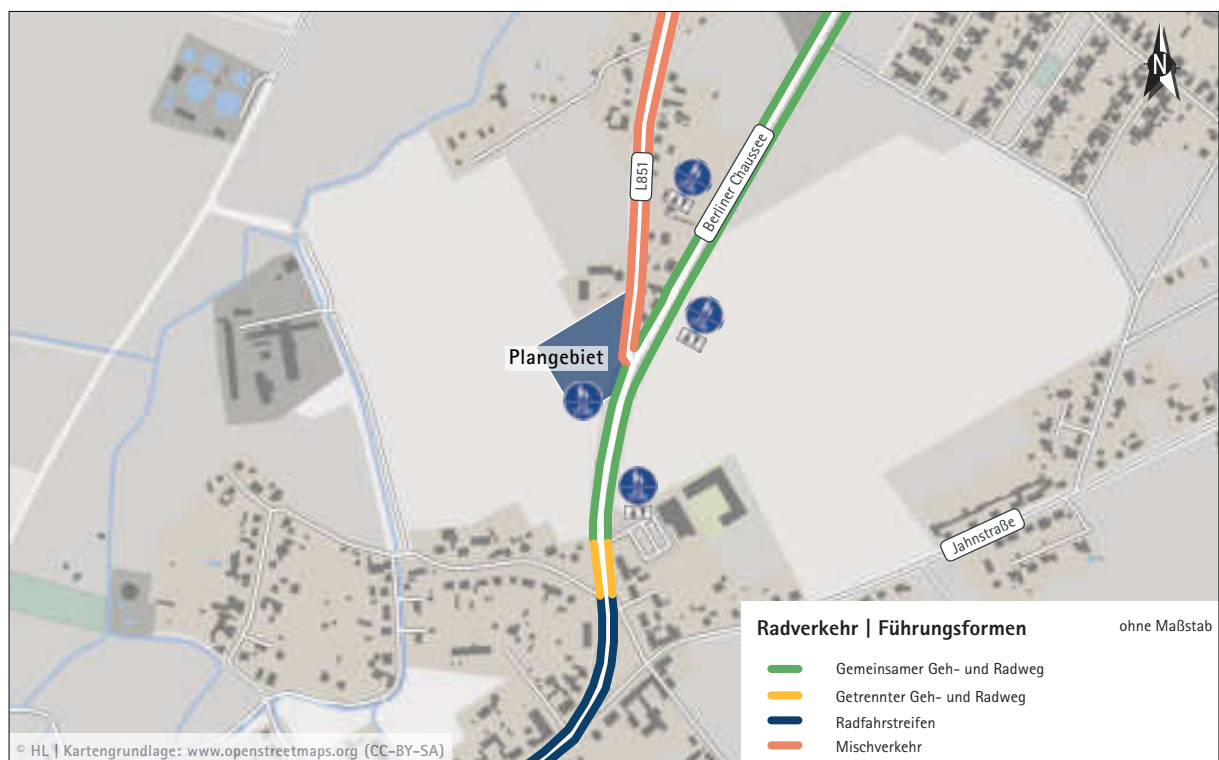 N
L851
Berliner Chaussee
Plangebiet
Jahnstraße
Radverkehr | Führungsformen
ohne Maßstab
Gemeinsamer Geh- und Radweg
Getrennter Geh- und Radweg
Radfahrstreifen
Mischverkehr
© HL | Kartengrundlage: www.openstreetmaps.org (CC-BY-SA)